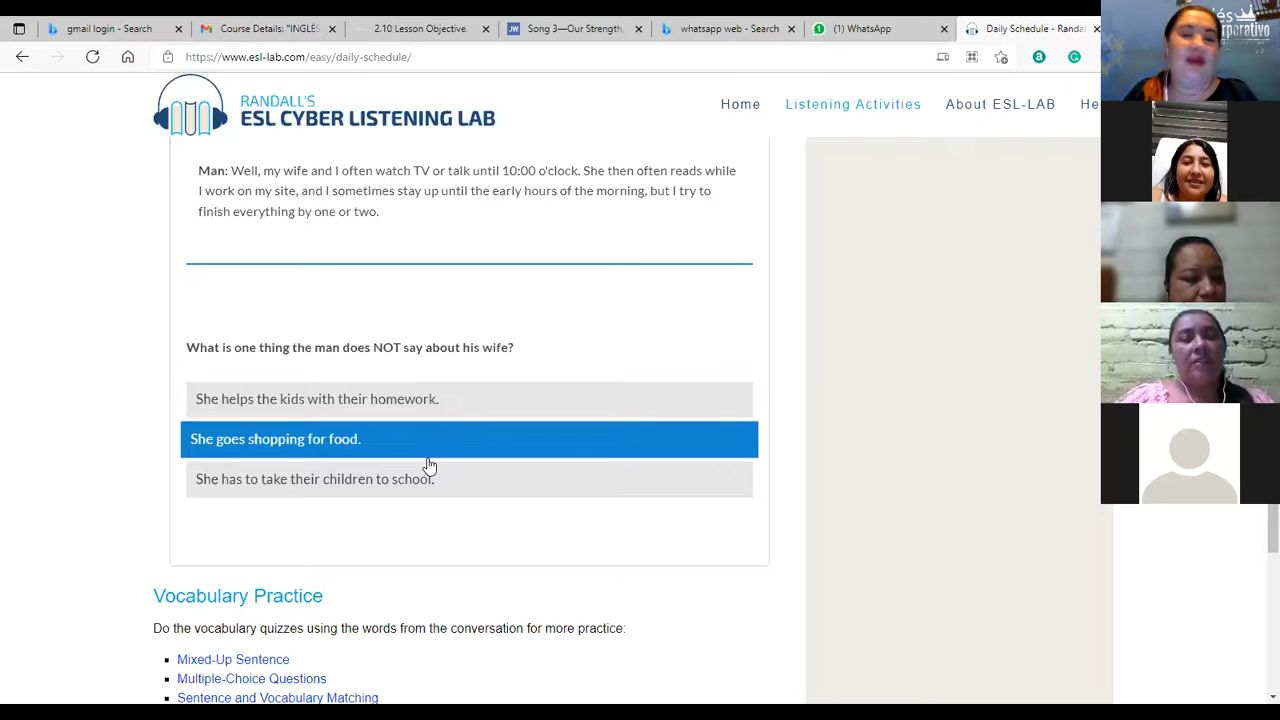 gmail login - Search
Course Details: "INGLÉS
2.10 Lesson Objective.
Song 3—Our Strength,
whatsapp web - Search
(1) WhatsApp
Daily Schedule - Randal
https://www.esl-lab.com/easy/daily-schedule/
RANDALL'S
ESL CYBER LISTENING LAB
Home
Listening Activities
About ESL-LAB
He
Man: Well, my wife and I often watch TV or talk until 10:00 o'clock. She then often reads while
I work on my site, and I sometimes stay up until the early hours of the morning, but I try to
finish everything by one or two.
What is one thing the man does NOT say about his wife?
She helps the kids with their homework.
She goes shopping for food.
She has to take their children to school.
Vocabulary Practice
Do the vocabulary quizzes using the words from the conversation for more practice:
Mixed-Up Sentence
Multiple-Choice Questions
Sentence and Vocabulary Matching